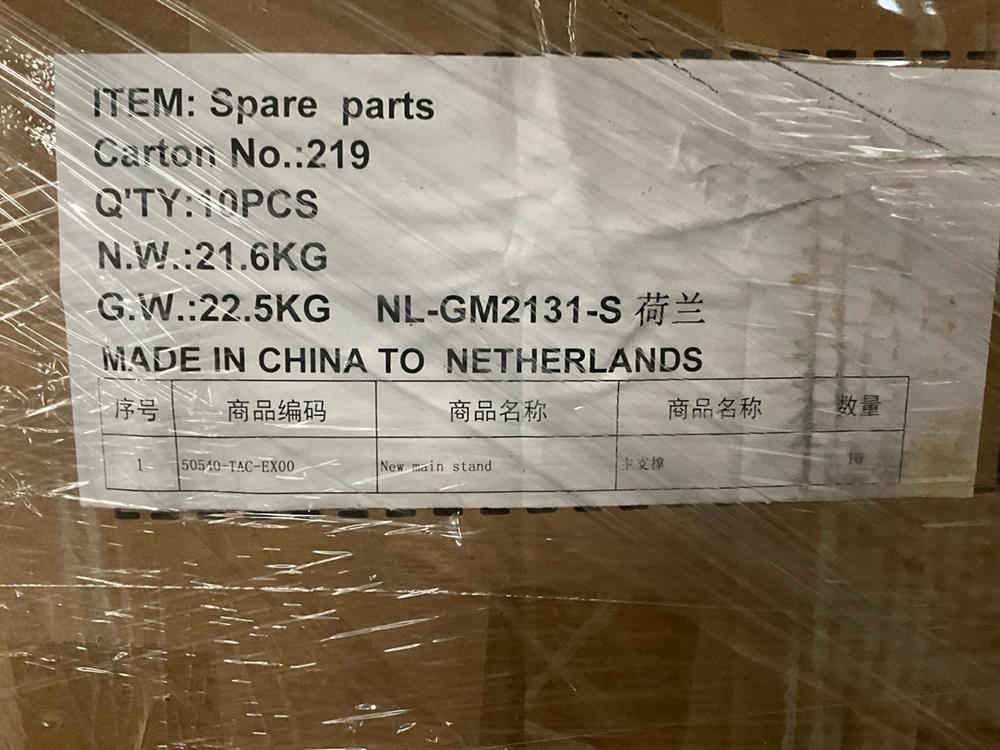 ITEM: Spare parts
Carton No.:219
Q'TY:10PCS
N.W.:21.6KG
G.W.:22.5KG NL-GM2131-S 荷兰
MADE IN CHINA TO NETHERLANDS
序号 商品编码 商品名称 商品名称 数量
1 50540-TAC-EX00 New main stand 主支撑 10